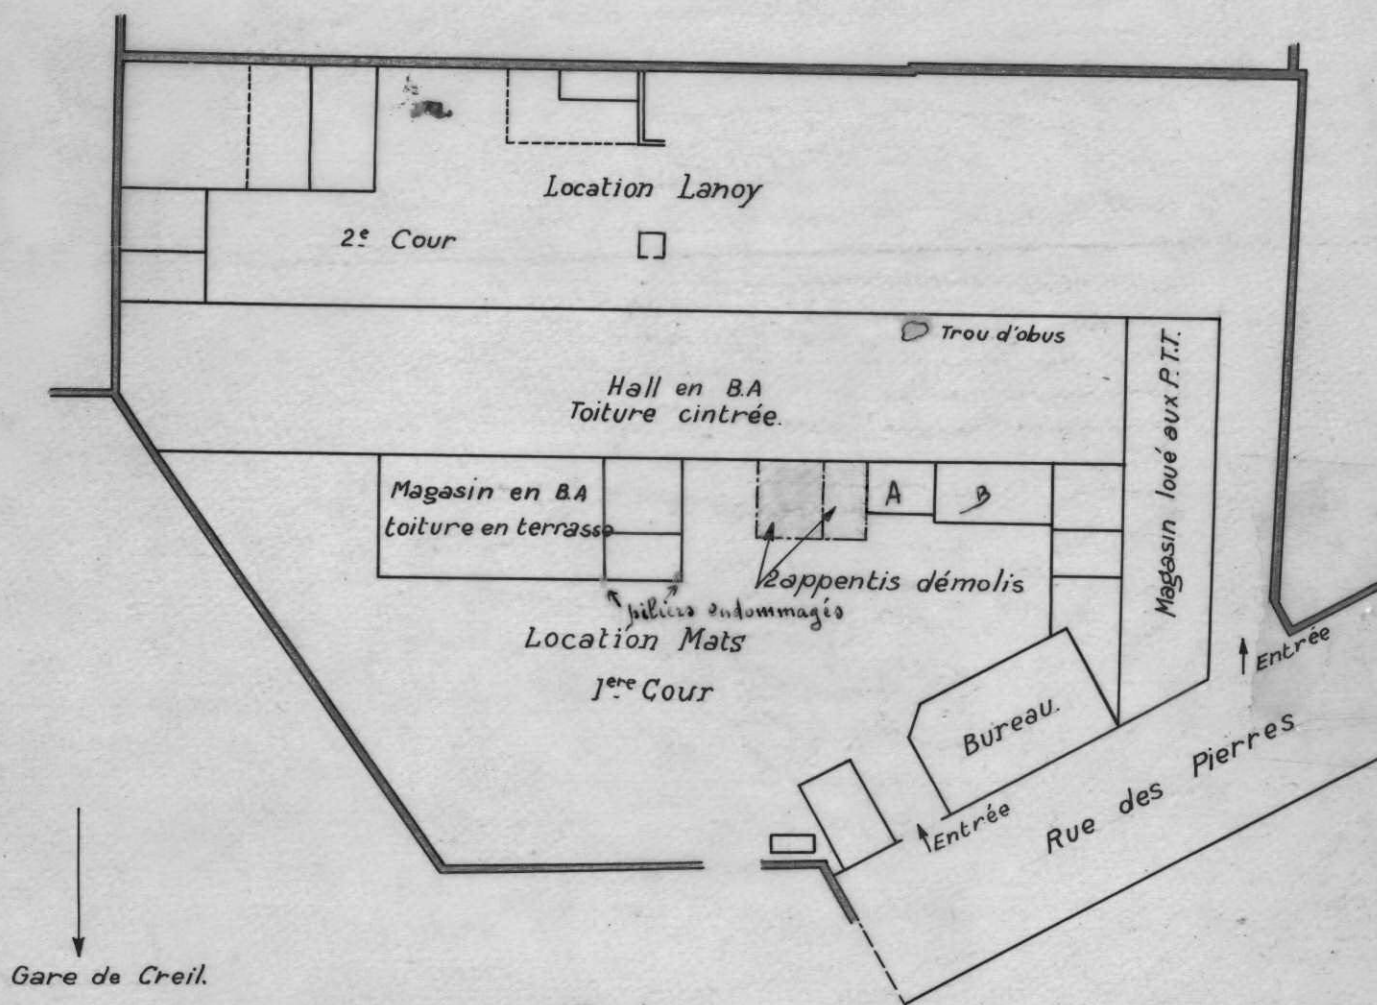 Location Lanoy
2e Cour
Trou d'obus
Hall en B.A
Toiture cintrée.
Magasin loué aux P.T.T.
Magasin en B.A
toiture en terrasse
A
B
2 appentis démolis
piliers endommagés
Location Mats
1ere Cour
Entrée
Bureau.
Rue des Pierres
Entrée
Gare de Creil.